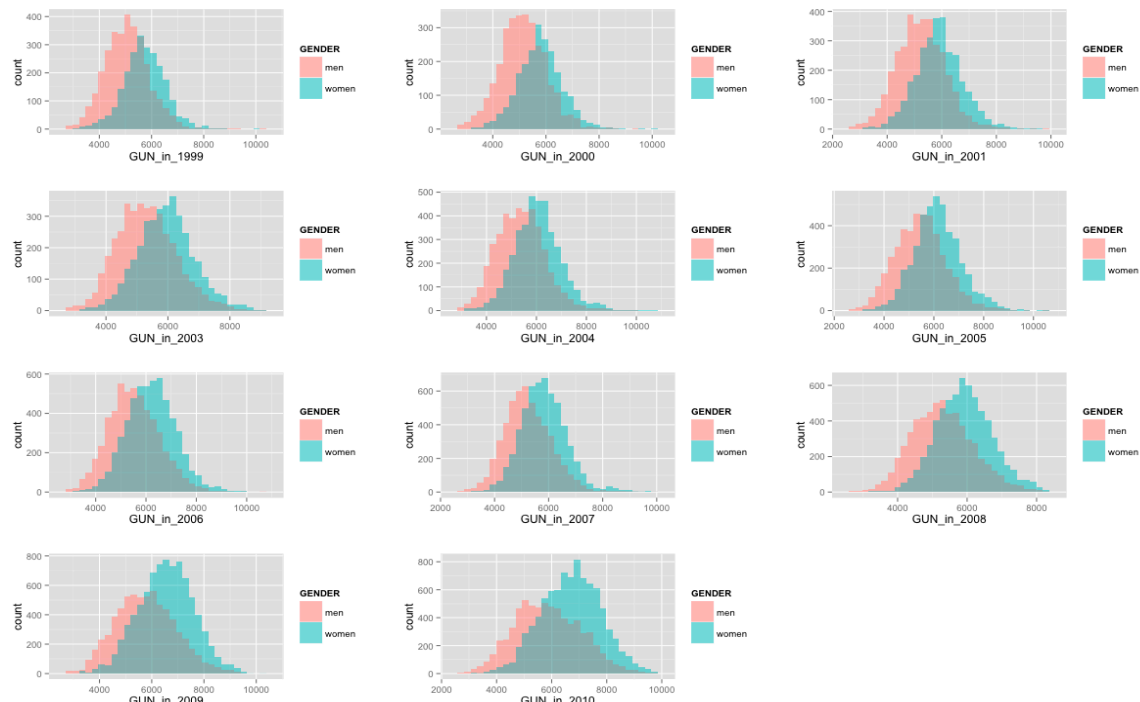 400
300
200
100
0
count
4000 6000 8000 10000
GUN_in_1999
GENDER
men
women
300
200
100
0
count
4000 6000 8000 10000
GUN_in_2000
GENDER
men
women
400
300
200
100
0
count
2000 4000 6000 8000 10000
GUN_in_2001
GENDER
men
women
300
200
100
0
count
4000 6000 8000
GUN_in_2003
GENDER
men
women
500
400
300
200
100
0
count
4000 6000 8000 10000
GUN_in_2004
GENDER
men
women
400
200
0
count
2000 4000 6000 8000 10000
GUN_in_2005
GENDER
men
women
600
400
200
0
count
4000 6000 8000 10000
GUN_in_2006
GENDER
men
women
600
400
200
0
count
2000 4000 6000 8000 10000
GUN_in_2007
GENDER
men
women
600
400
200
0
count
4000 6000 8000
GUN_in_2008
GENDER
men
women
800
600
400
200
0
count
4000 6000 8000 10000
GUN_in_2009
GENDER
men
women
800
600
400
200
0
count
2000 4000 6000 8000 10000
GUN_in_2010
GENDER
men
women